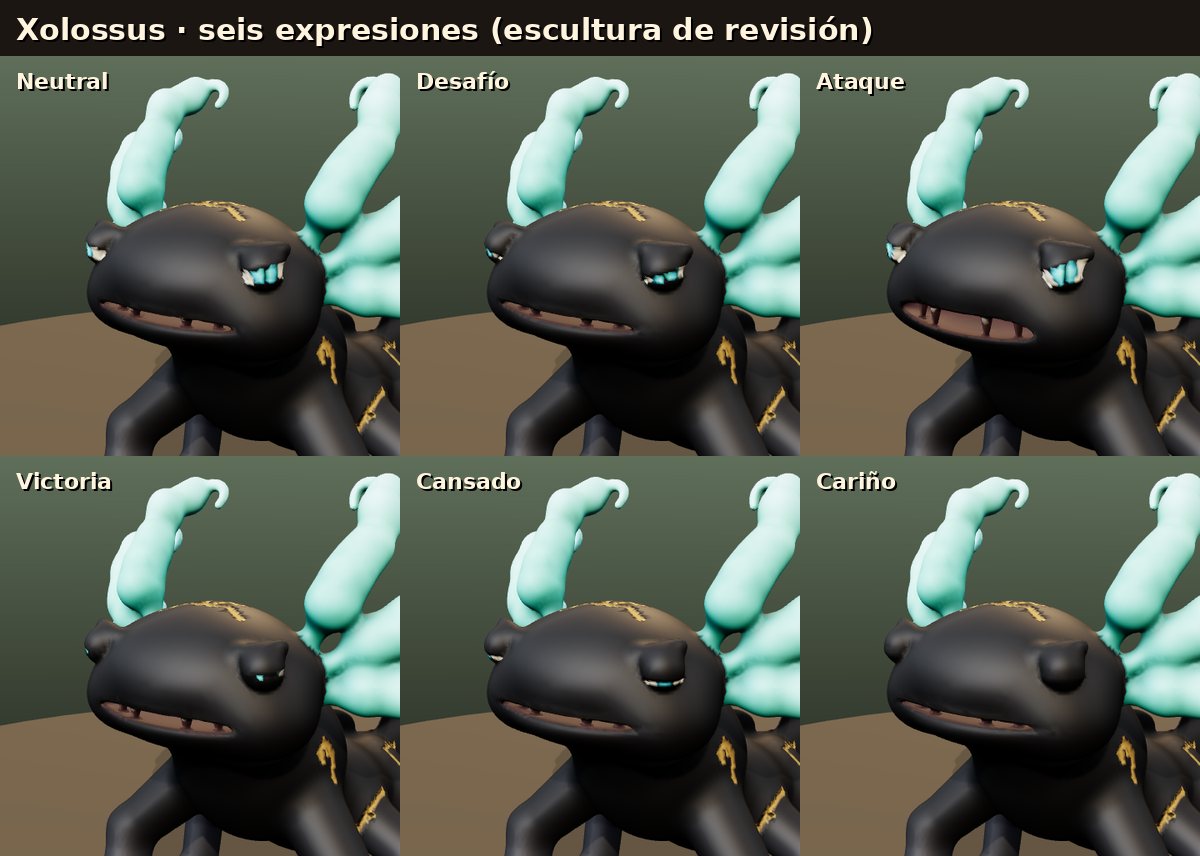 Xolossus · seis expresiones (escultura de revisión)
Neutral
Desafío
Ataque
Victoria
Cansado
Cariño